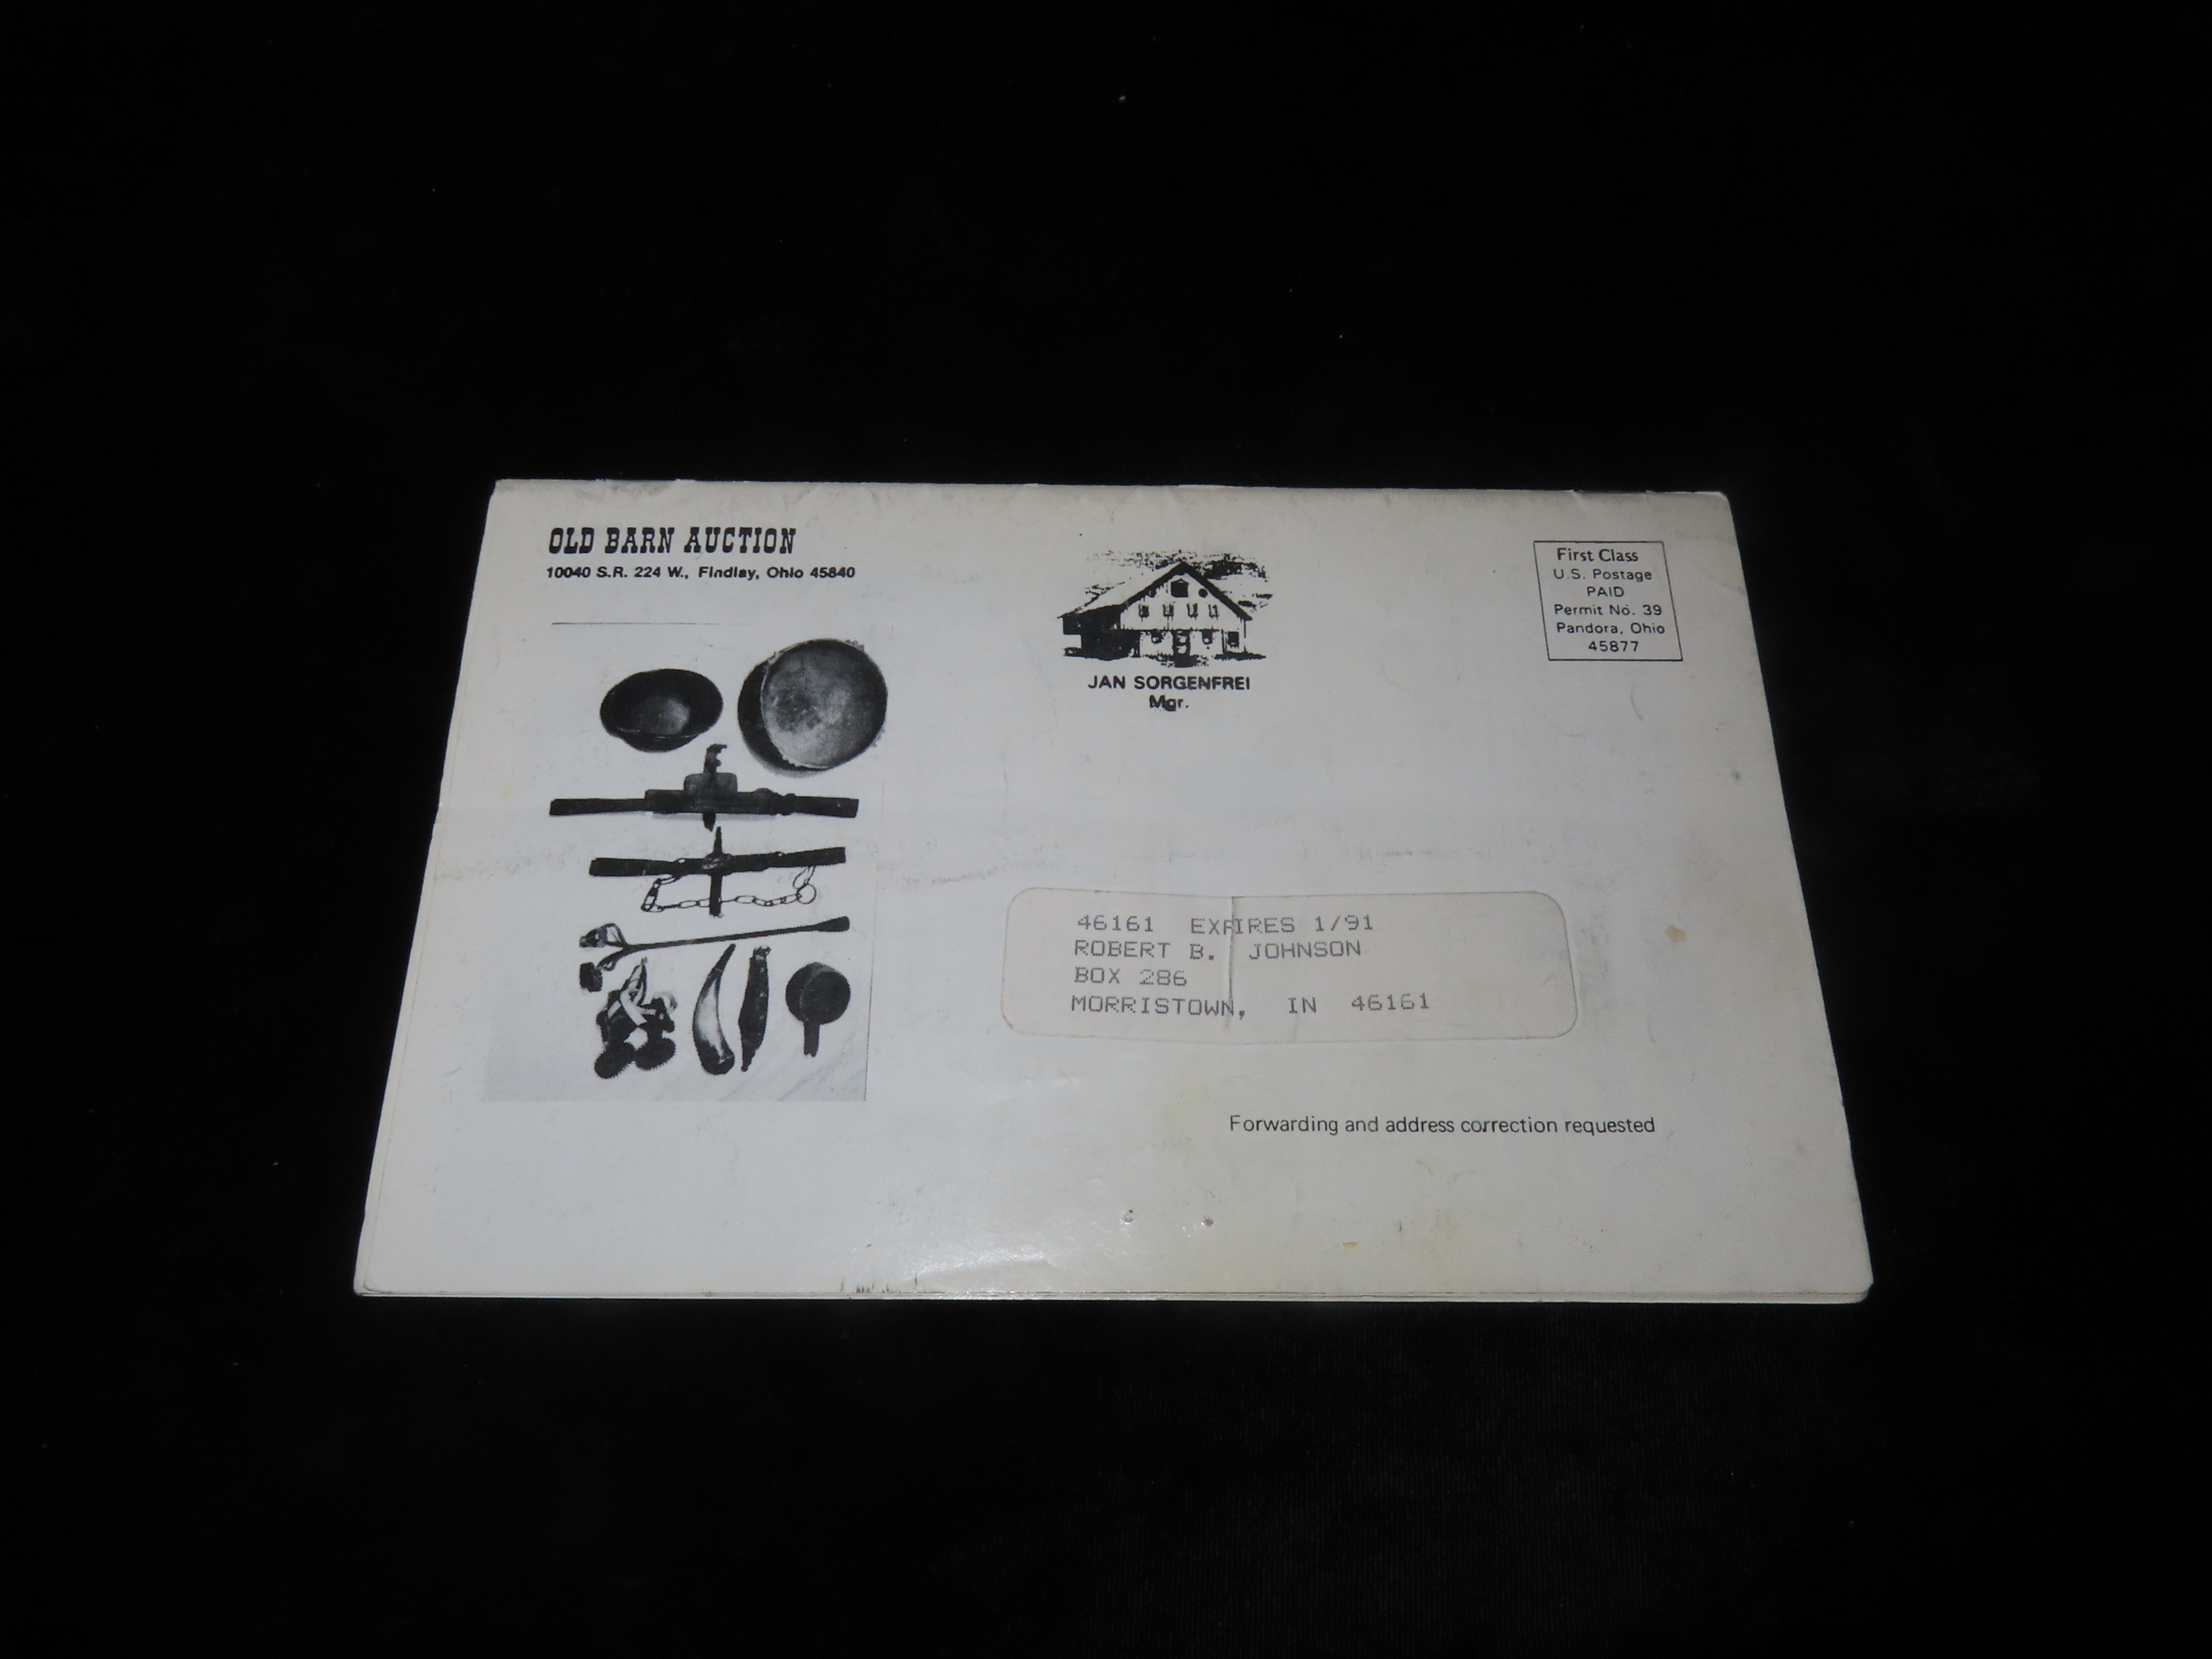 OLD BARN AUCTION
10040 S.R. 224 W., Findlay, Ohio 45840
JAN SORGENFREI
Mgr.
First Class
U.S. Postage
PAID
Permit No. 39
Pandora, Ohio
45877
46161 EXPIRES 1/91
ROBERT B. JOHNSON
BOX 286
MORRISTOWN, IN 46161
Forwarding and address correction requested